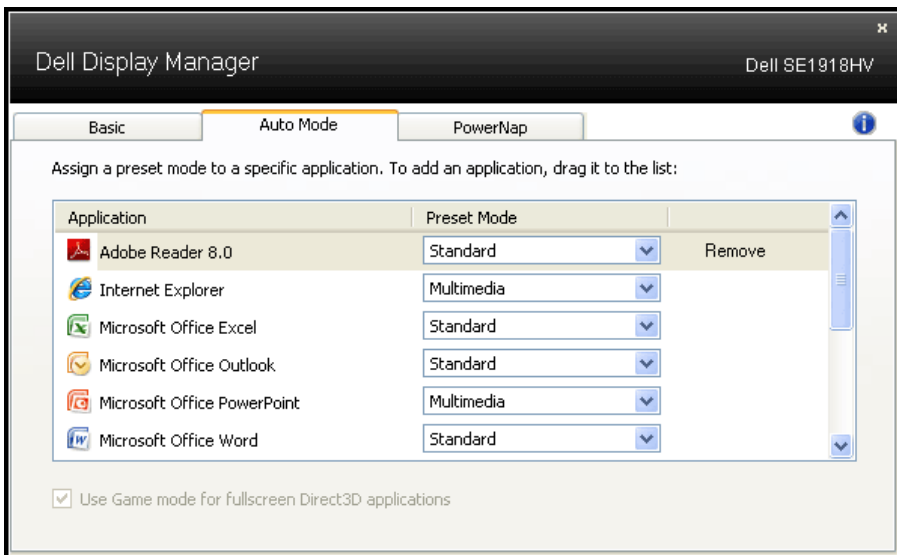 Dell Display Manager
Dell SE1918HV
Basic
Auto Mode
PowerNap
Assign a preset mode to a specific application. To add an application, drag it to the list:
Application Preset Mode
Adobe Reader 8.0 Standard Remove
Internet Explorer Multimedia
Microsoft Office Excel Standard
Microsoft Office Outlook Standard
Microsoft Office PowerPoint Multimedia
Microsoft Office Word Standard
Use Game mode for fullscreen Direct3D applications